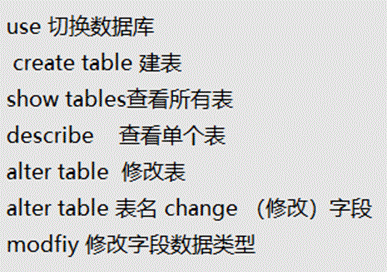 use 切换数据库
create table 建表
show tables查看所有表
describe 查看单个表
alter table 修改表
alter table 表名 change （修改）字段
modfiy 修改字段数据类型